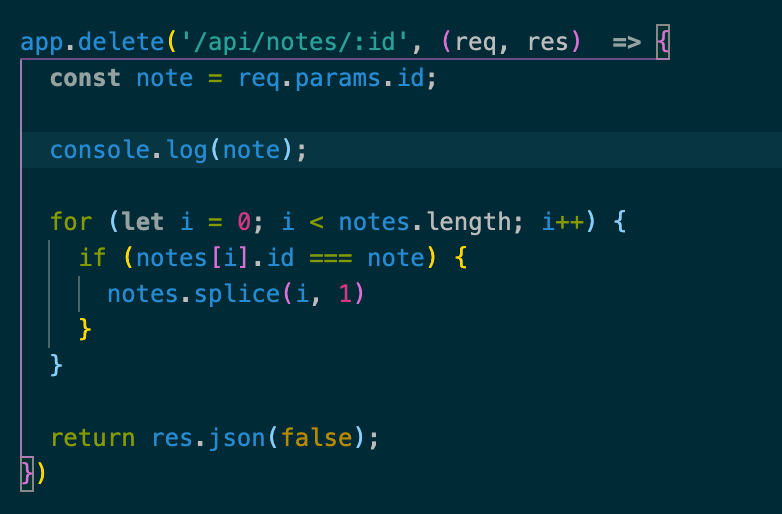 app.delete('/api/notes/:id', (req, res)  => {
  const note = req.params.id;

  console.log(note);

  for (let i = 0; i < notes.length; i++) {
    if (notes[i].id === note) {
      notes.splice(i, 1)
    }
  }

  return res.json(false);
})